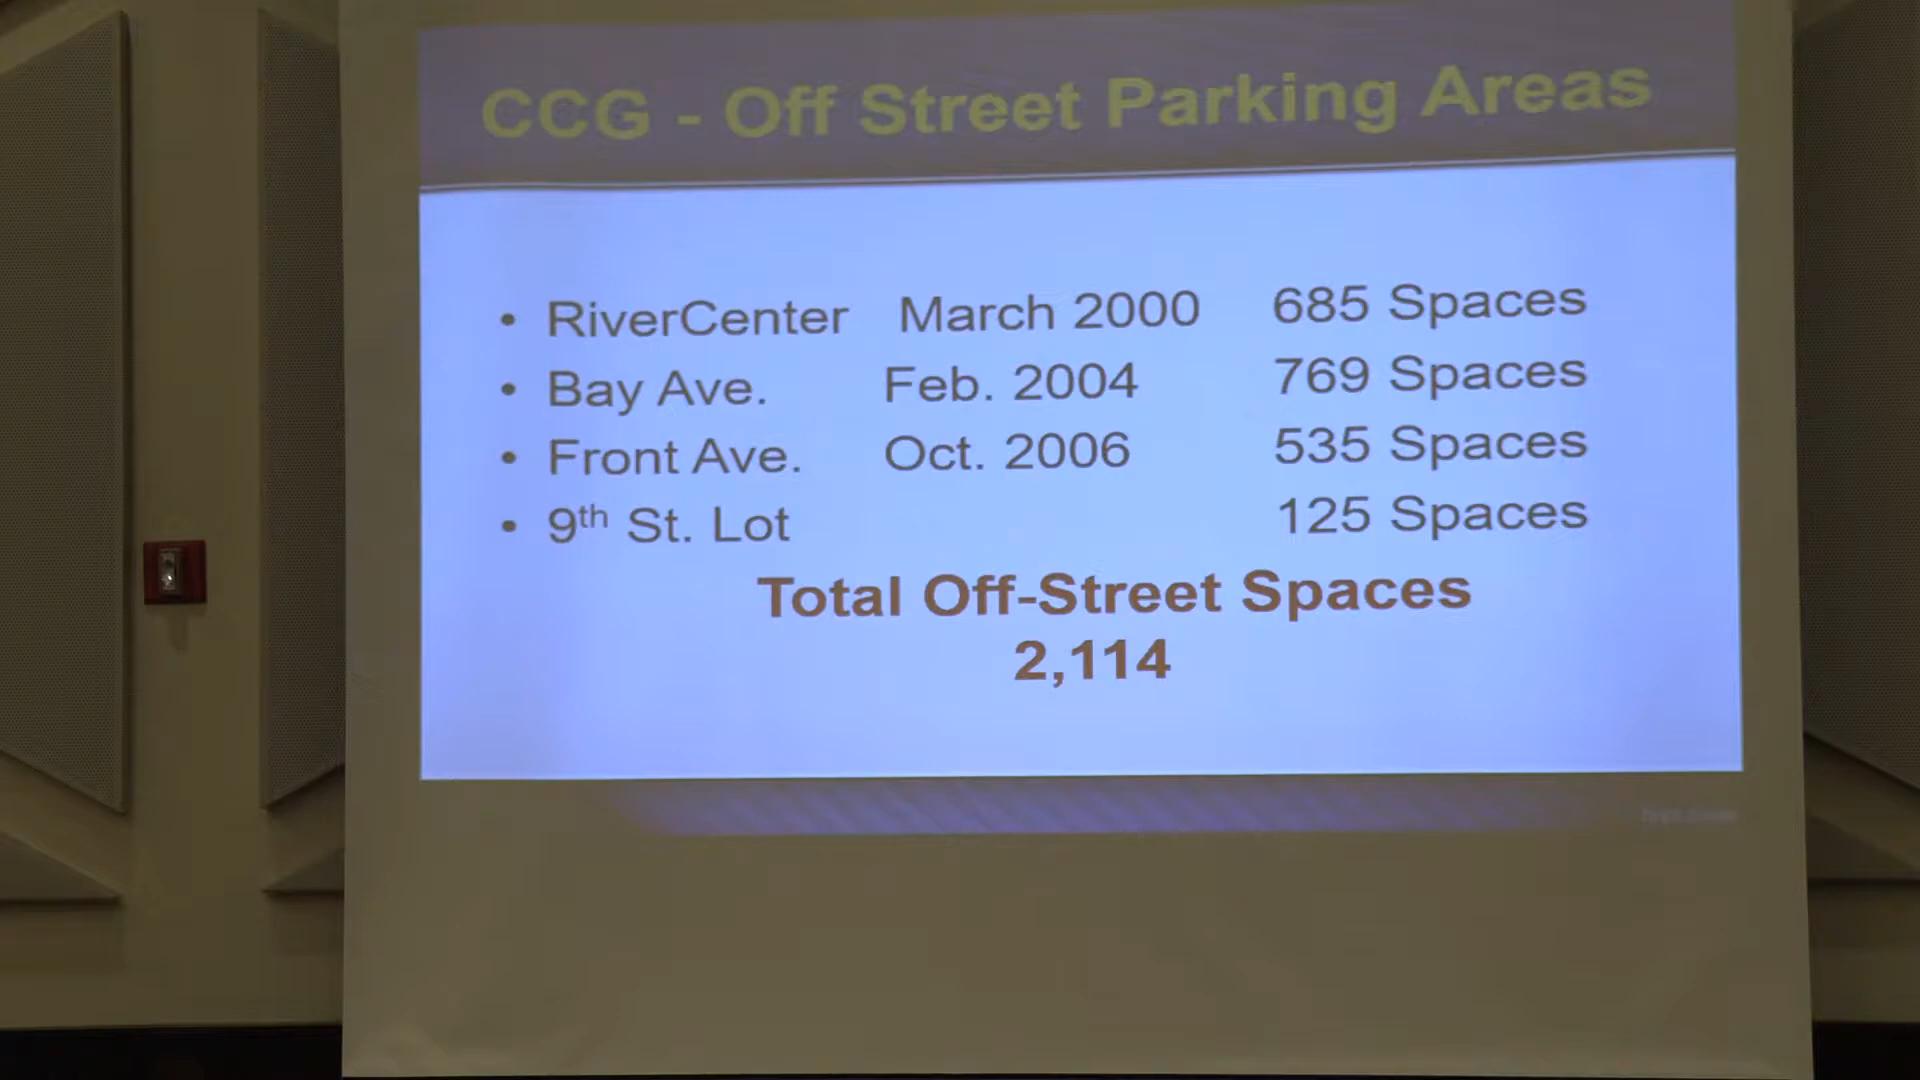 CCG - Off Street Parking Areas
• RiverCenter March 2000 685 Spaces
• Bay Ave. Feb. 2004 769 Spaces
• Front Ave. Oct. 2006 535 Spaces
• 9th St. Lot 125 Spaces
Total Off-Street Spaces
2,114